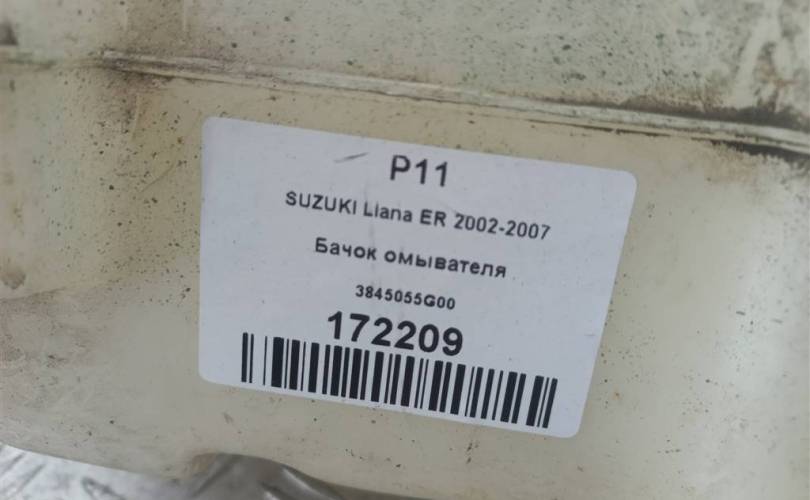 P11
SUZUKI Liana ER 2002-2007
Бачок омывателя
3845055G00
172209